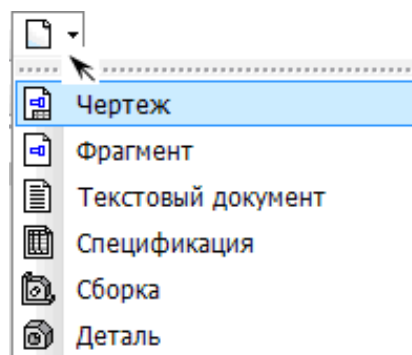 Чертеж
Фрагмент
Текстовый документ
Спецификация
Сборка
Деталь